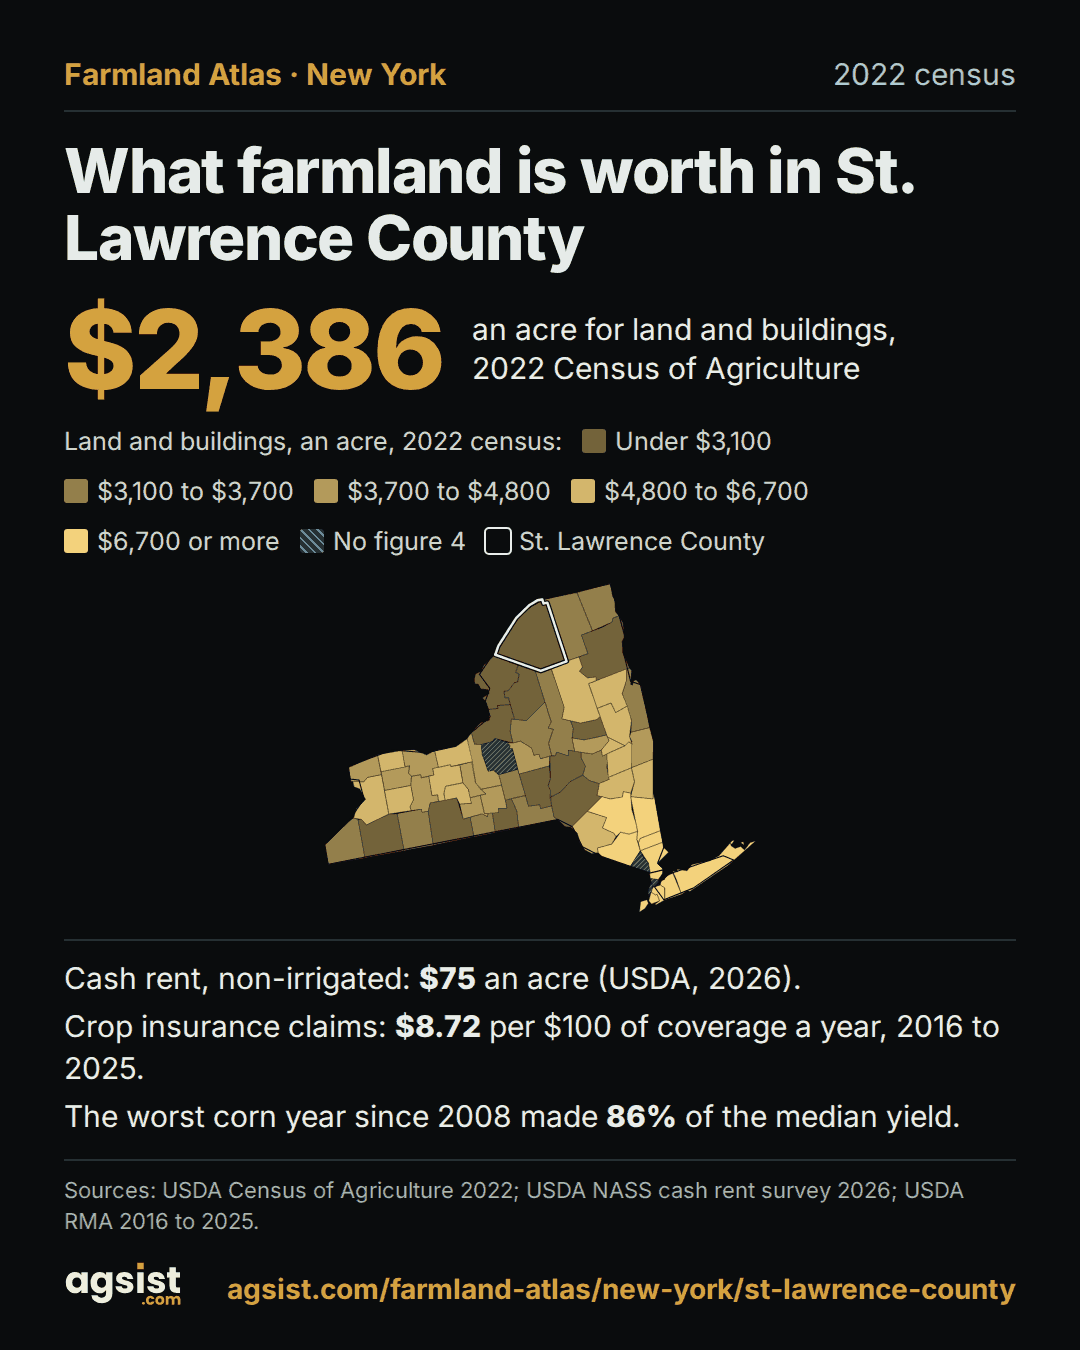 Farmland Atlas · New York
2022 census
What farmland is worth in St.
Lawrence County
$2,386
an acre for land and buildings,
2022 Census of Agriculture
Land and buildings, an acre, 2022 census: Under $3,100
$3,100 to $3,700 $3,700 to $4,800 $4,800 to $6,700
$6,700 or more No figure 4 St. Lawrence County
Cash rent, non-irrigated: $75 an acre (USDA, 2026).
Crop insurance claims: $8.72 per $100 of coverage a year, 2016 to
2025.
The worst corn year since 2008 made 86% of the median yield.
Sources: USDA Census of Agriculture 2022; USDA NASS cash rent survey 2026; USDA
RMA 2016 to 2025.
agsist
.com
agsist.com/farmland-atlas/new-york/st-lawrence-county